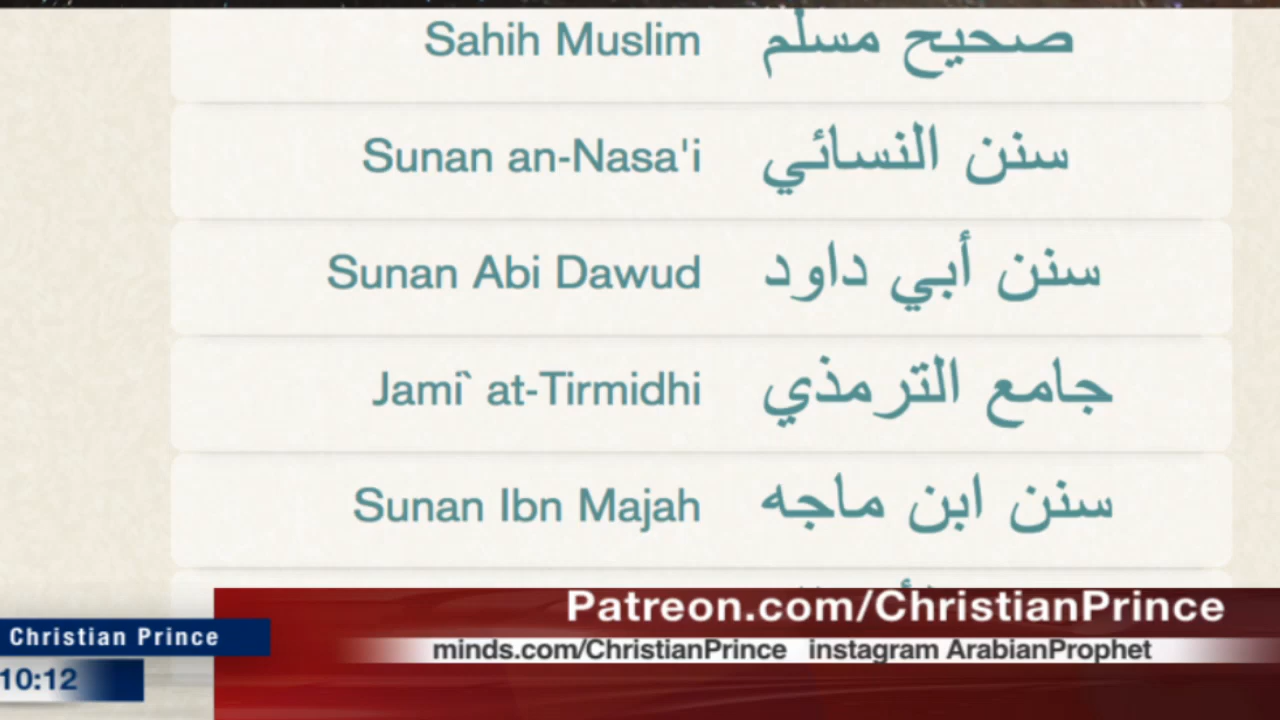 Sahih Muslim صحيح مسلم
Sunan an-Nasa'i سنن النسائي
Sunan Abi Dawud سنن أبي داود
Jami` at-Tirmidhi جامع الترمذي
Sunan Ibn Majah سنن ابن ماجه
Patreon.com/ChristianPrince
Christian Prince
minds.com/ChristianPrince instagram ArabianProphet
10:12